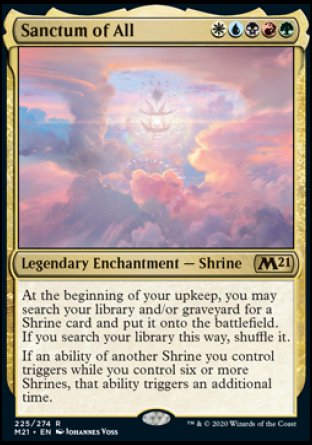 Sanctum of All
Legendary Enchantment — Shrine
M21
At the beginning of your upkeep, you may
search your library and/or graveyard for a
Shrine card and put it onto the battlefield.
If you search your library this way, shuffle it.
If an ability of another Shrine you control
triggers while you control six or more
Shrines, that ability triggers an additional
time.
225/274 R
M21 • EN Johannes Voss
™ & © 2020 Wizards of the Coast